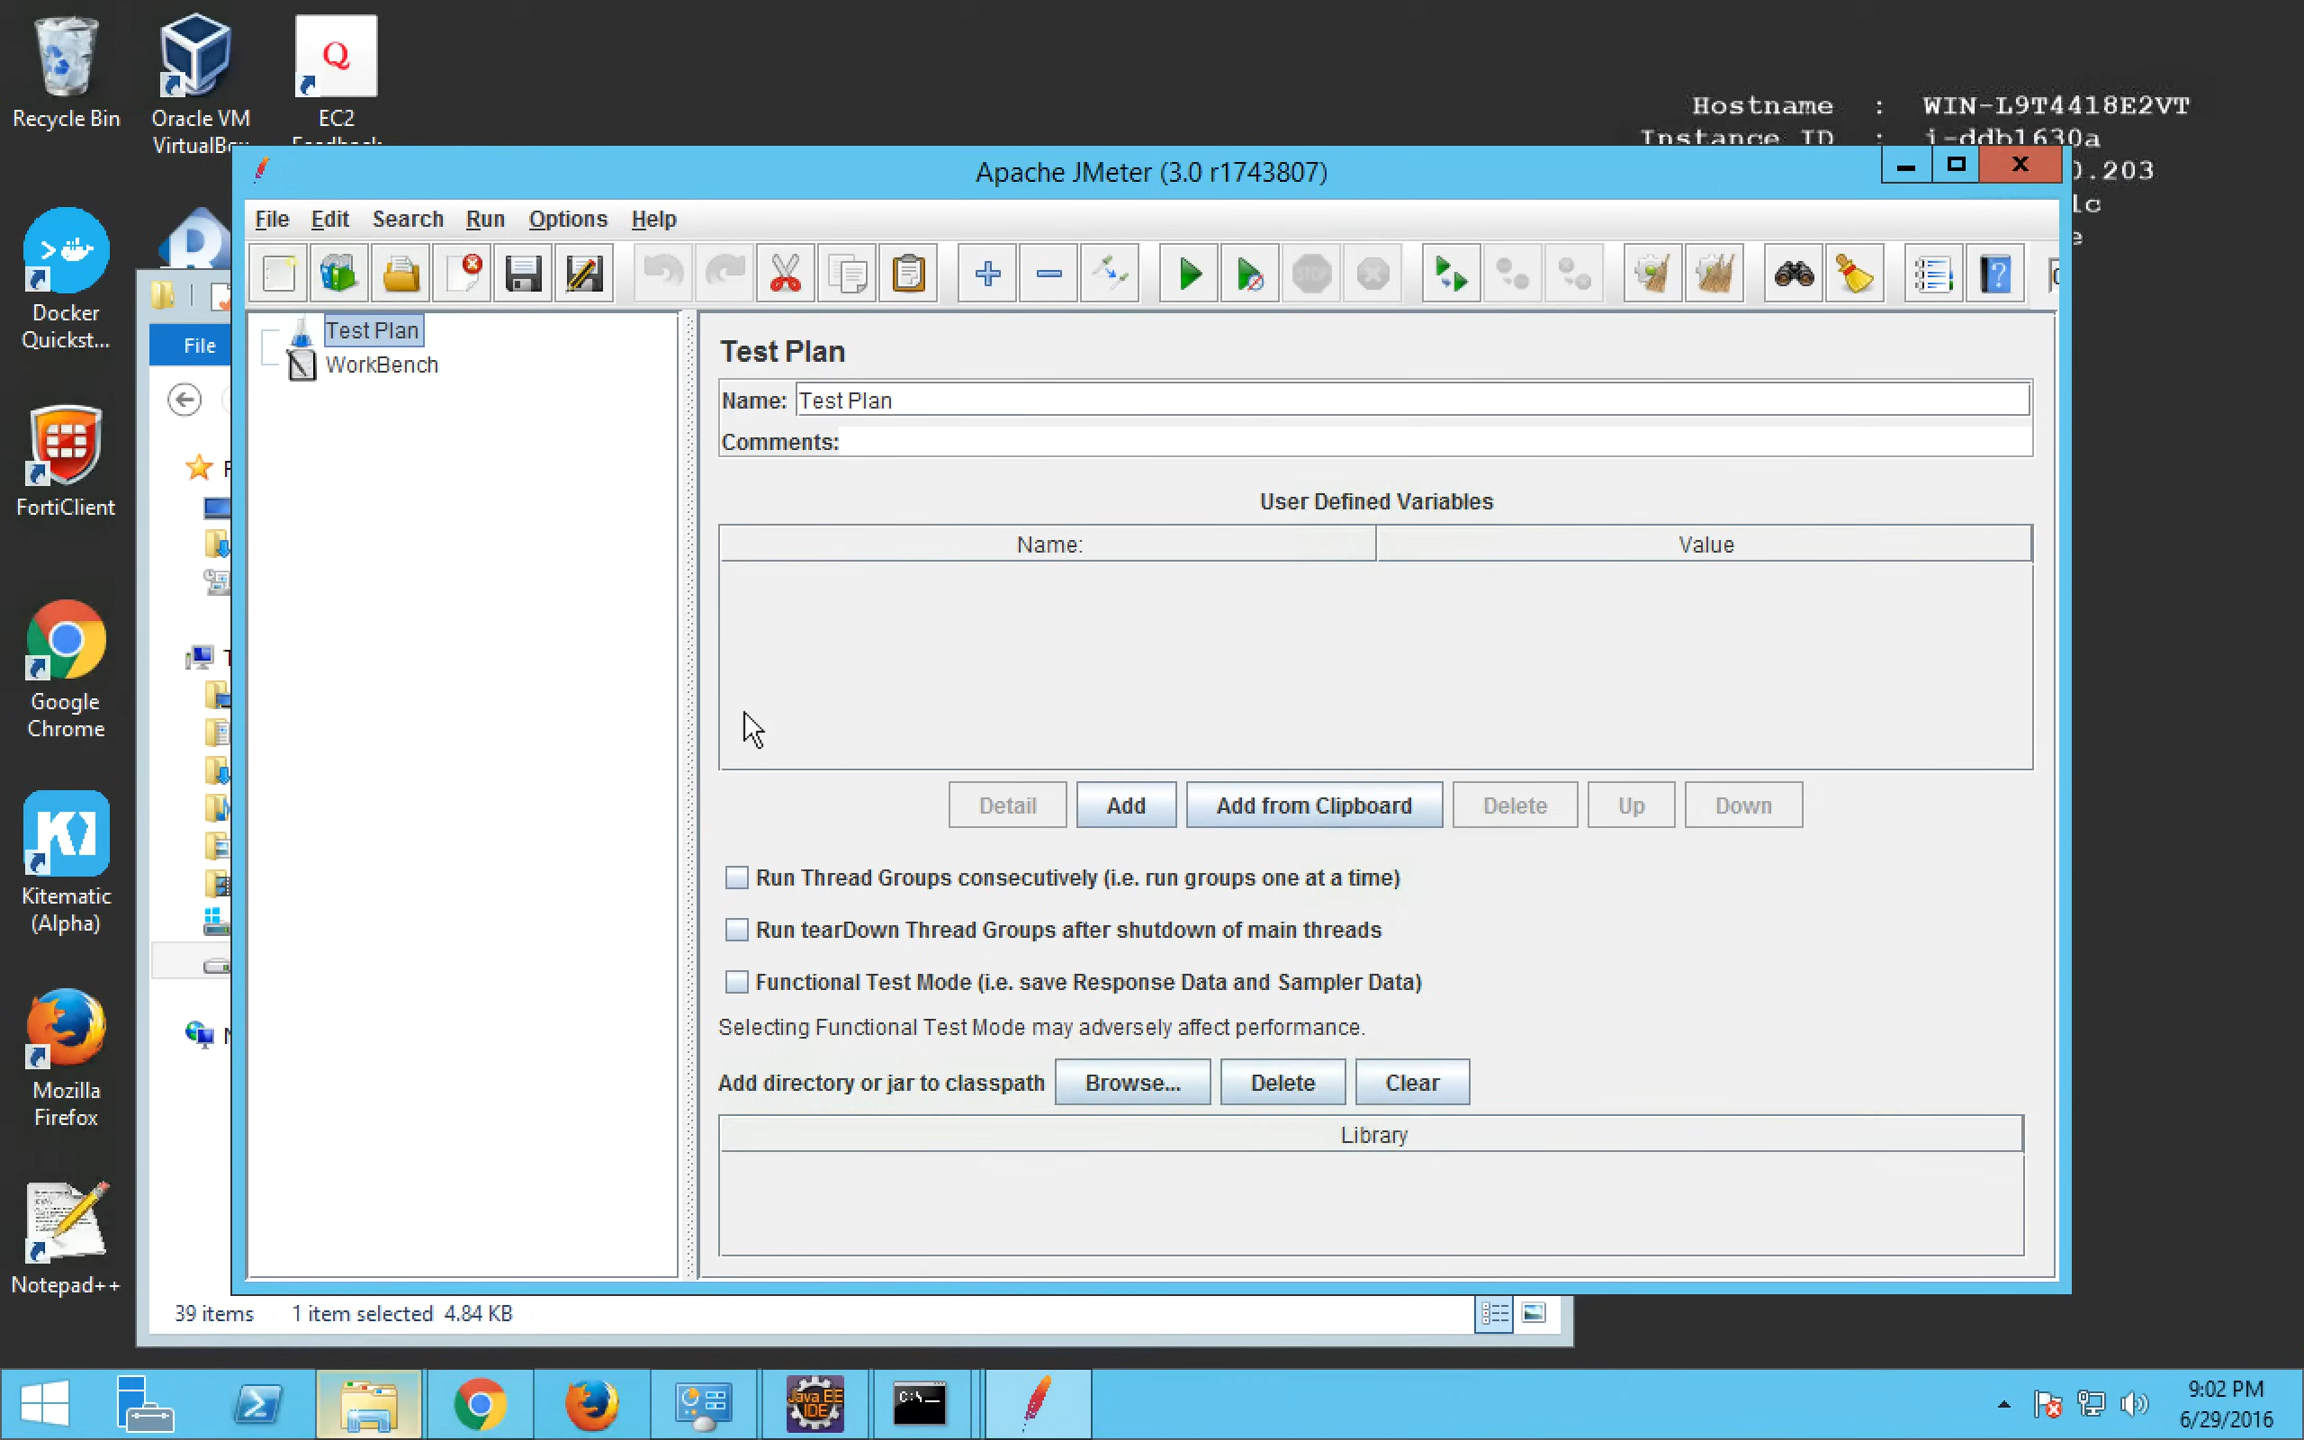 Recycle Bin
Oracle VM
VirtualBo
Q
EC2
Feedback
Hostname : WIN-L9T4418E2VT
Instance ID : i-ddb1630a
0.203
lc
e
Apache JMeter (3.0 r1743807)
File Edit Search Run Options Help
STOP
Test Plan
WorkBench
Docker
Quickst...
File
FortiClient
Google
Chrome
Kitematic
(Alpha)
Mozilla
Firefox
Notepad++
Test Plan
Name: Test Plan
Comments:
User Defined Variables
Name: Value
Detail Add Add from Clipboard Delete Up Down
Run Thread Groups consecutively (i.e. run groups one at a time)
Run tearDown Thread Groups after shutdown of main threads
Functional Test Mode (i.e. save Response Data and Sampler Data)
Selecting Functional Test Mode may adversely affect performance.
Add directory or jar to classpath Browse... Delete Clear
Library
39 items 1 item selected 4.84 KB
Java EE
IDE
C:\_
9:02 PM
6/29/2016